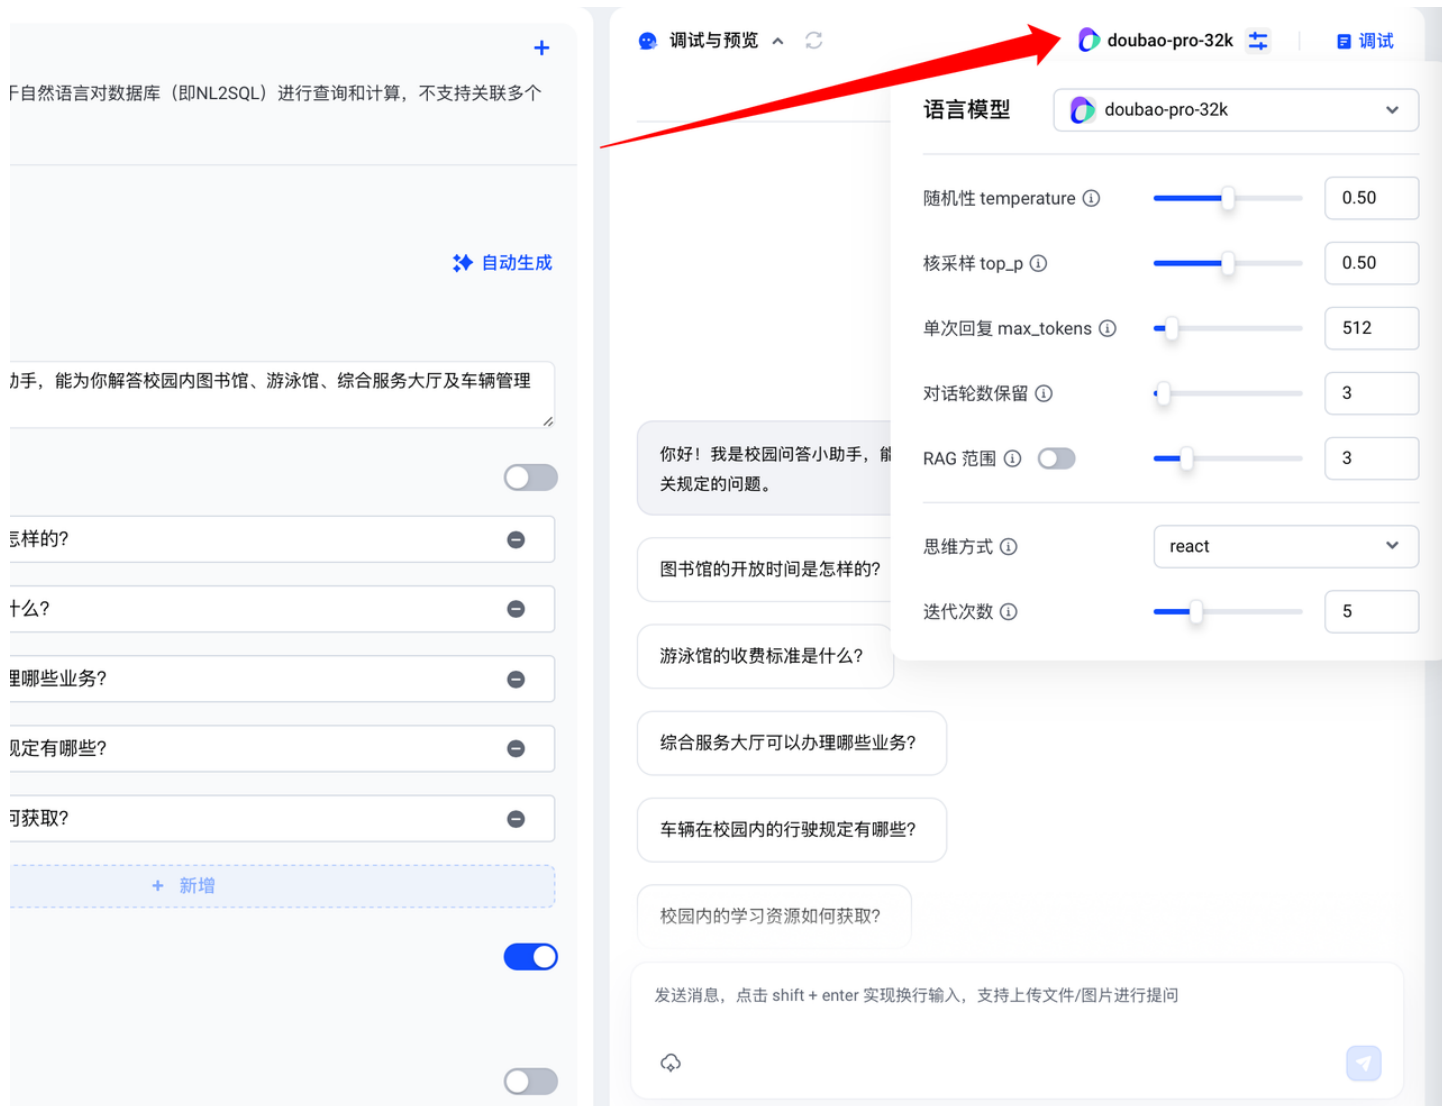 于自然语言对数据库（即NL2SQL）进行查询和计算，不支持关联多个
自动生成
助手，能为你解答校园内图书馆、游泳馆、综合服务大厅及车辆管理
怎样的?
什么?
理哪些业务?
规定有哪些?
何获取?
+ 新增
调试与预览
doubao-pro-32k
调试
语言模型
doubao-pro-32k
随机性 temperature
0.50
核采样 top_p
0.50
单次回复 max_tokens
512
对话轮数保留
3
RAG 范围
3
思维方式
react
迭代次数
5
你好！我是校园问答小助手，能
关规定的问题。
图书馆的开放时间是怎样的?
游泳馆的收费标准是什么?
综合服务大厅可以办理哪些业务?
车辆在校园内的行驶规定有哪些?
校园内的学习资源如何获取?
发送消息，点击 shift + enter 实现换行输入，支持上传文件/图片进行提问